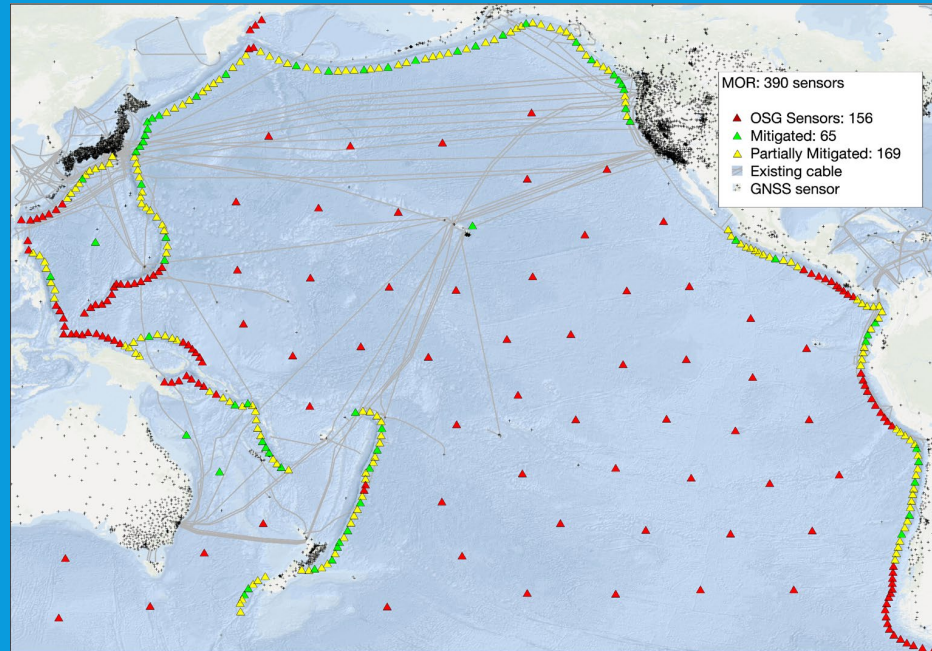 MOR: 390 sensors
OSG Sensors: 156
Mitigated: 65
Partially Mitigated: 169
Existing cable
GNSS sensor